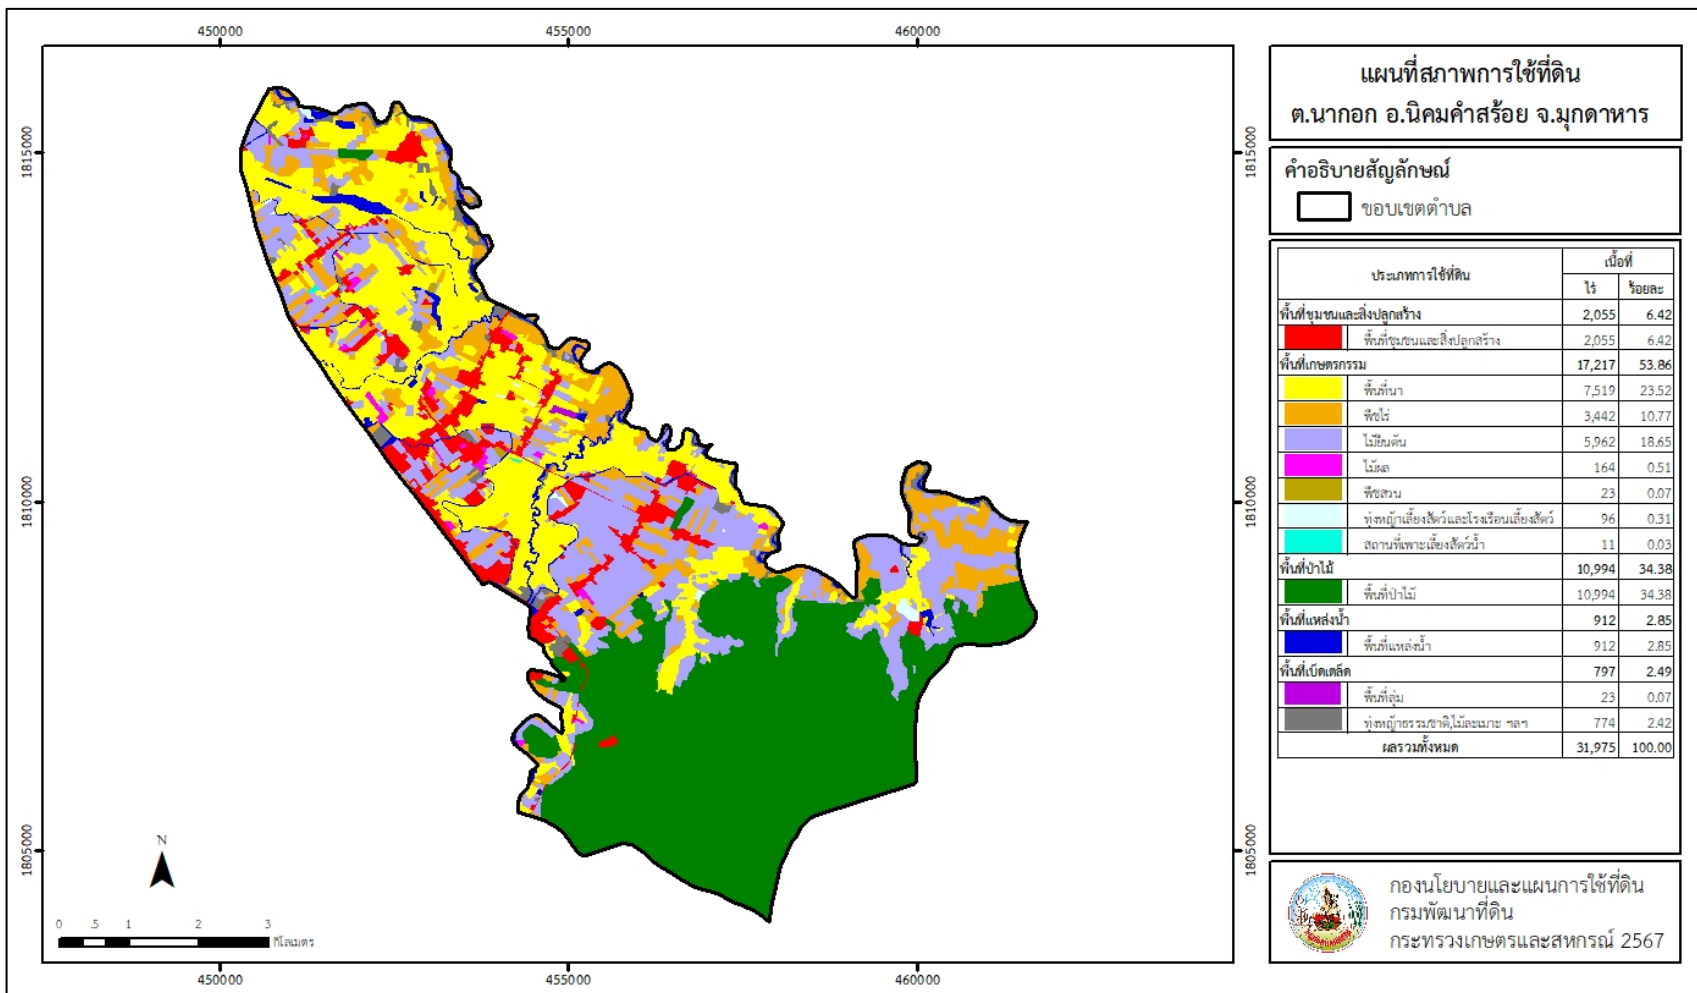 450000 455000 460000
1815000 1815000
1810000 1810000
1805000 1805000
N
0 .5 1 2 3
กิโลเมตร
450000 455000 460000
แผนที่สภาพการใช้ที่ดิน
ต.นากอก อ.นิคมคำสร้อย จ.มุกดาหาร
คำอธิบายสัญลักษณ์
ขอบเขตตำบล
ประเภทการใช้ที่ดิน เนื้อที่
ไร่ ร้อยละ
พื้นที่ชุมชนและสิ่งปลูกสร้าง 2,055 6.42
พื้นที่ชุมชนและสิ่งปลูกสร้าง 2,055 6.42
พื้นที่เกษตรกรรม 17,217 53.86
พื้นที่นา 7,519 23.52
พืชไร่ 3,442 10.77
ไม้ยืนต้น 5,962 18.65
ไม้ผล 164 0.51
พืชสวน 23 0.07
ทุ่งหญ้าเลี้ยงสัตว์และโรงเรือนเลี้ยงสัตว์ 96 0.31
สถานที่เพาะเลี้ยงสัตว์น้ำ 11 0.03
พื้นที่ป่าไม้ 10,994 34.38
พื้นที่ป่าไม้ 10,994 34.38
พื้นที่แหล่งน้ำ 912 2.85
พื้นที่แหล่งน้ำ 912 2.85
พื้นที่เบ็ดเตล็ด 797 2.49
พื้นที่ลุ่ม 23 0.07
ทุ่งหญ้าธรรมชาติ,ไม้ละเมาะ ฯลฯ 774 2.42
ผลรวมทั้งหมด 31,975 100.00
กองนโยบายและแผนการใช้ที่ดิน
กรมพัฒนาที่ดิน
กระทรวงเกษตรและสหกรณ์ 2567